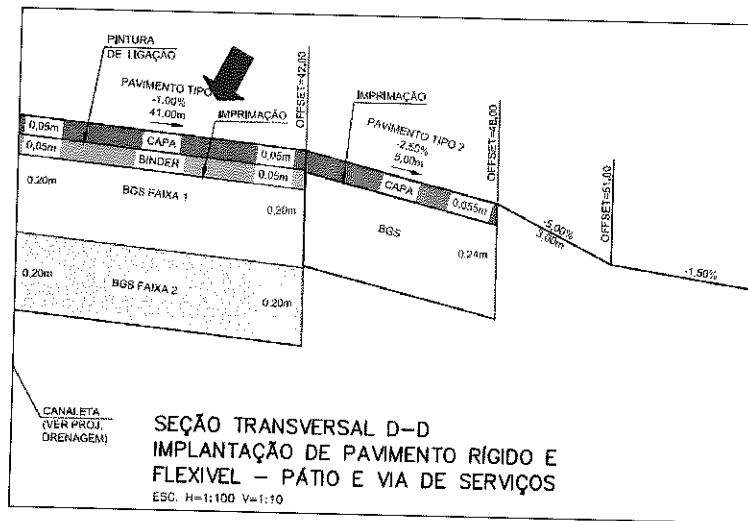 PINTURA
DE LIGAÇÃO
PAVIMENTO TIPO
-1.00%
41.00m
IMPRIMAÇÃO
OFFSET=42.00
IMPRIMAÇÃO
PAVIMENTO TIPO 2
-2.50%
OFFSET=48.00
OFFSET=51.00
0,05m
CAPA
0,05m
0,05m
BINDER
0.05m
CAPA
0,055m
0.20m
BGS FAIXA 1
0,20m
BGS
0.24m
-5,00%
3,00m
-1,50%
0,20m
BGS FAIXA 2
0.20m
CANALETA
(VER PROJ.
DRENAGEM)
SEÇÃO TRANSVERSAL D-D
IMPLANTAÇÃO DE PAVIMENTO RÍGIDO E
FLEXIVEL - PÁTIO E VIA DE SERVIÇOS
ESC. H=1:100 V=1:10